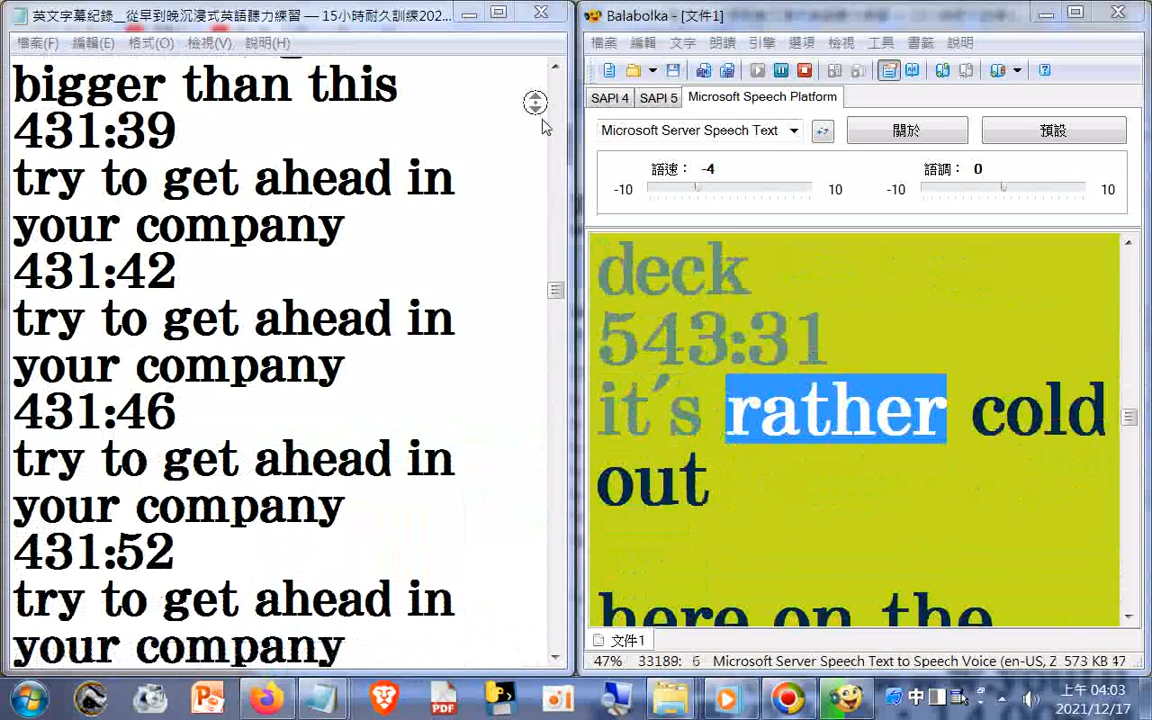 英文字幕紀錄__從早到晚沉浸式英語聽力練習 — 15小時耐久訓練202...
檔案(F) 編輯(E) 格式(O) 檢視(V) 說明(H)
bigger than this
431:39
try to get ahead in
your company
431:42
try to get ahead in
your company
431:46
try to get ahead in
your company
431:52
try to get ahead in
your company
Balabolka - [文件1]
檔案 編輯 文字 朗讀 引擎 選項 檢視 工具 書籤 說明
SAPI 4 SAPI 5 Microsoft Speech Platform
Microsoft Server Speech Text 關於 預設
語速： -4 語調： 0
-10 10 -10 10
deck
543:31
it's rather cold
out
here on the
文件1
47% 33189: 6 Microsoft Server Speech Text to Speech Voice (en-US, Z 573 KB 47
PDF
中
上午 04:03
2021/12/17